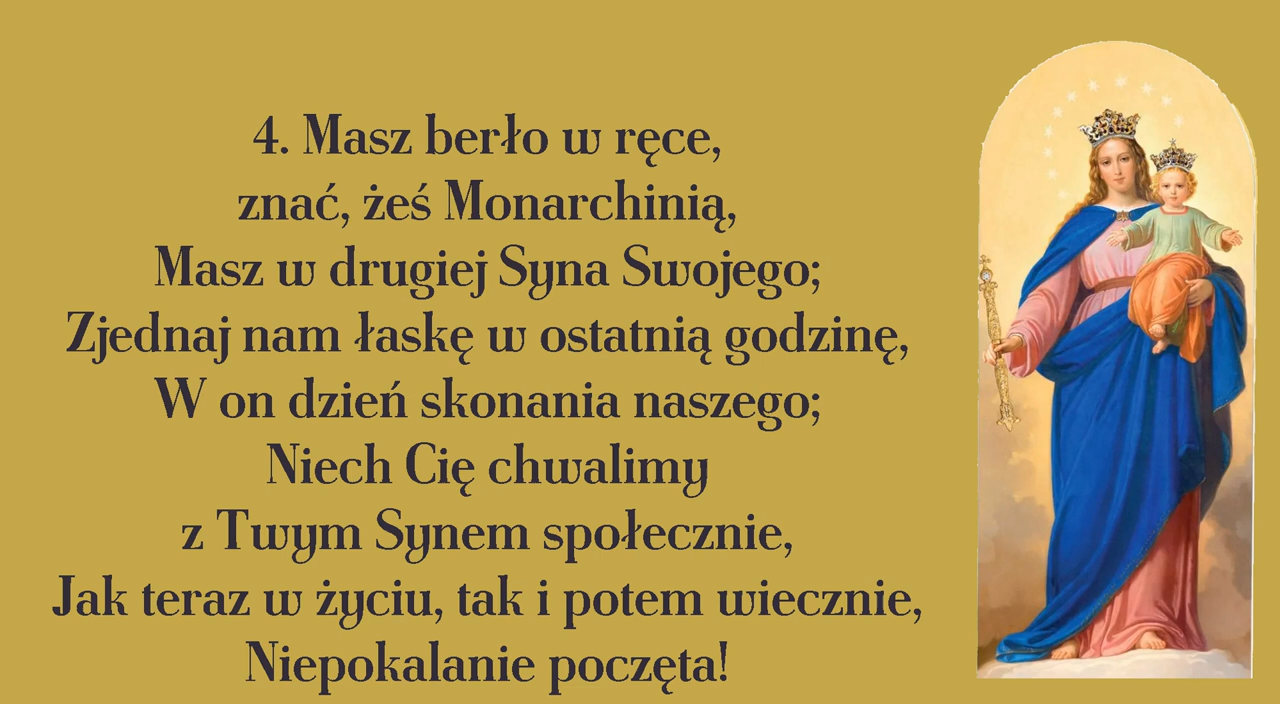 4. Masz berło w ręce,
znać, żeś Monarchinią,
Masz w drugiej Syna Swojego;
Zjednaj nam łaskę w ostatnią godzinę,
W on dzień skonania naszego;
Niech Cię chwalimy
z Twym Synem społecznie,
Jak teraz w życiu, tak i potem wiecznie,
Niepokalanie poczęta!